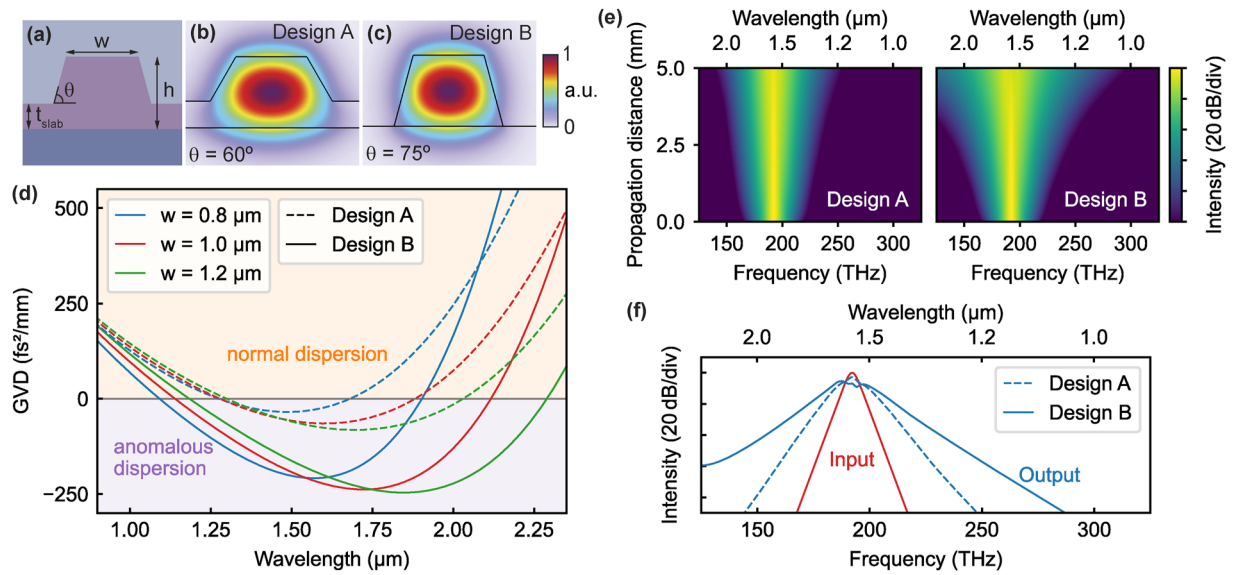 (a)
w
θ
h
t_slab
(b)
Design A
θ = 60º
(c)
Design B
θ = 75º
1
a.u.
0
(d)
500
250
0
−250
GVD (fs²/mm)
w = 0.8 µm
w = 1.0 µm
w = 1.2 µm
Design A
Design B
normal dispersion
anomalous
dispersion
1.00 1.25 1.50 1.75 2.00 2.25
Wavelength (µm)
(e)
Wavelength (µm)
2.0 1.5 1.2 1.0
Wavelength (µm)
2.0 1.5 1.2 1.0
Propagation distance (mm)
5.0
2.5
0.0
Design A
Design B
150 200 250 300
Frequency (THz)
150 200 250 300
Frequency (THz)
Intensity (20 dB/div)
(f)
Wavelength (µm)
2.0 1.5 1.2 1.0
Intensity (20 dB/div)
Design A
Design B
Input
Output
150 200 250 300
Frequency (THz)